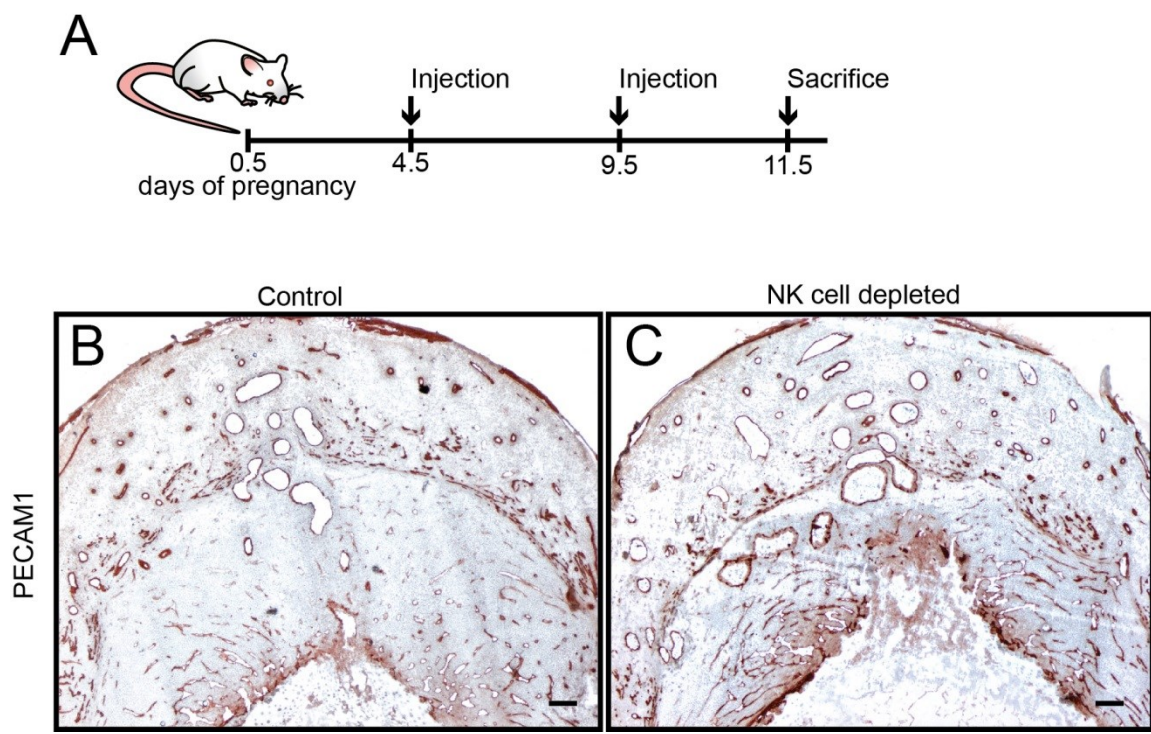 A
Injection Injection Sacrifice
0.5 4.5 9.5 11.5
days of pregnancy
Control NK cell depleted
B C
PECAM1